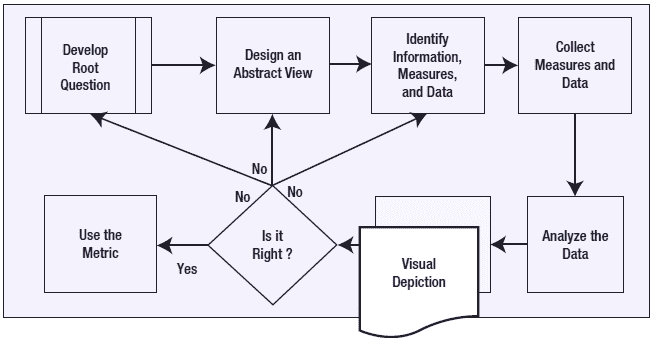 Develop
Root
Question
Design an
Abstract View
Identify
Information,
Measures,
and Data
Collect
Measures and
Data
No
No
No
Use the
Metric
Yes
Is it
Right ?
Visual
Depiction
Analyze the
Data